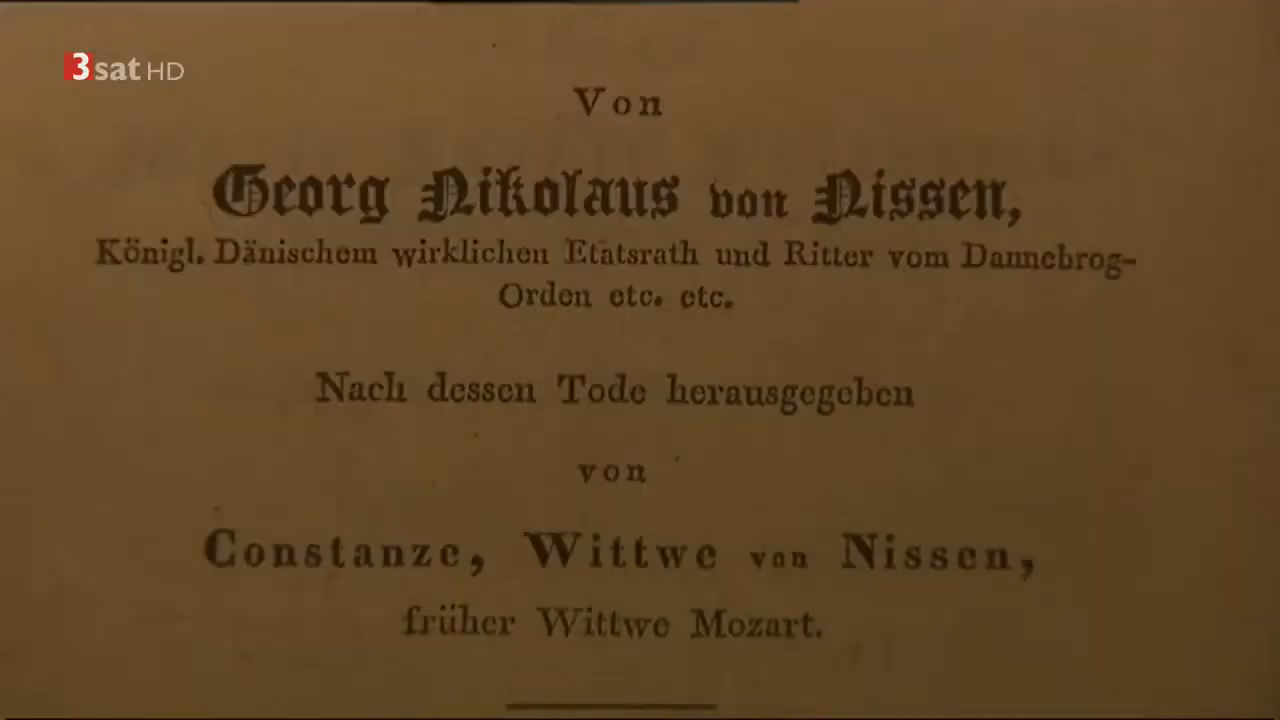 3sat HD
Von
Georg Nikolaus von Nissen,
Königl. Dänischem wirklichen Etatsrath und Ritter vom Dannebrog-
Orden etc. etc.
Nach dessen Tode herausgegeben
von
Constanze, Wittwe von Nissen,
früher Wittwe Mozart.